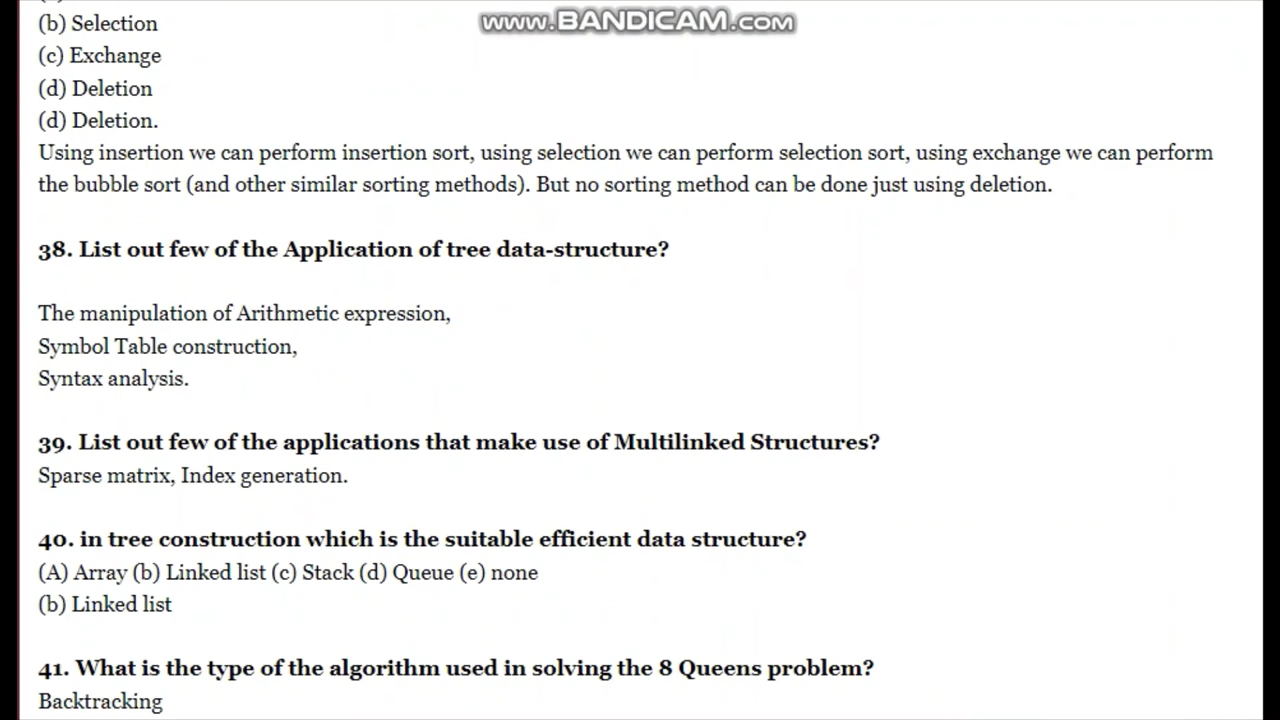 www.BANDICAM.com
(b) Selection
(c) Exchange
(d) Deletion
(d) Deletion.
Using insertion we can perform insertion sort, using selection we can perform selection sort, using exchange we can perform
the bubble sort (and other similar sorting methods). But no sorting method can be done just using deletion.
38. List out few of the Application of tree data-structure?
The manipulation of Arithmetic expression,
Symbol Table construction,
Syntax analysis.
39. List out few of the applications that make use of Multilinked Structures?
Sparse matrix, Index generation.
40. in tree construction which is the suitable efficient data structure?
(A) Array (b) Linked list (c) Stack (d) Queue (e) none
(b) Linked list
41. What is the type of the algorithm used in solving the 8 Queens problem?
Backtracking